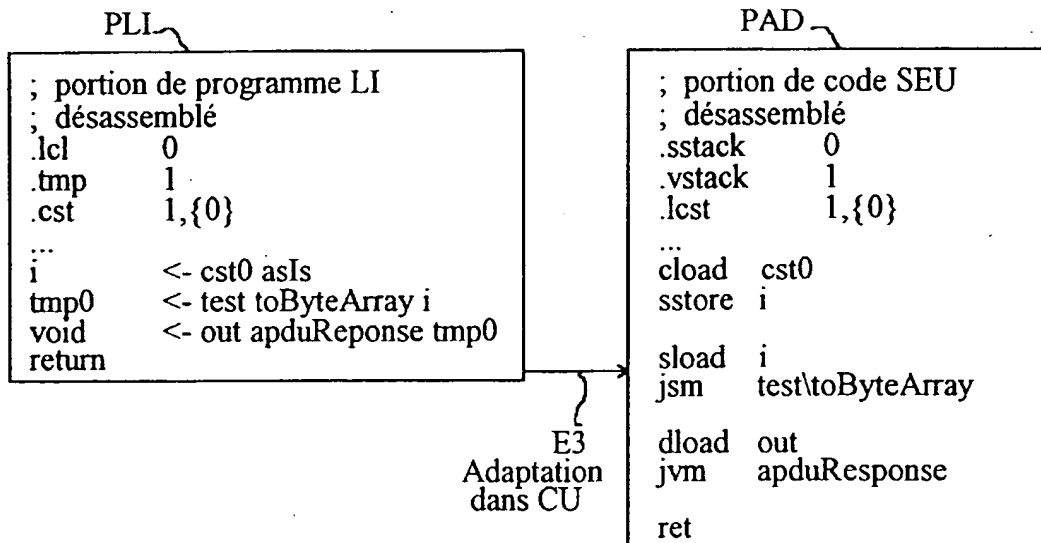 PLI
; portion de programme LI
; désassemblé
.lcl 0
.tmp 1
.cst 1,{0}
...
i <- cst0 asIs
tmp0 <- test toByteArray i
void <- out apduReponse tmp0
return
E3
Adaptation
dans CU
PAD
; portion de code SEU
; désassemblé
.sstack 0
.vstack 1
.lcst 1,{0}
...
cload cst0
sstore i
sload i
jsm test\toByteArray
dload out
jvm apduResponse
ret